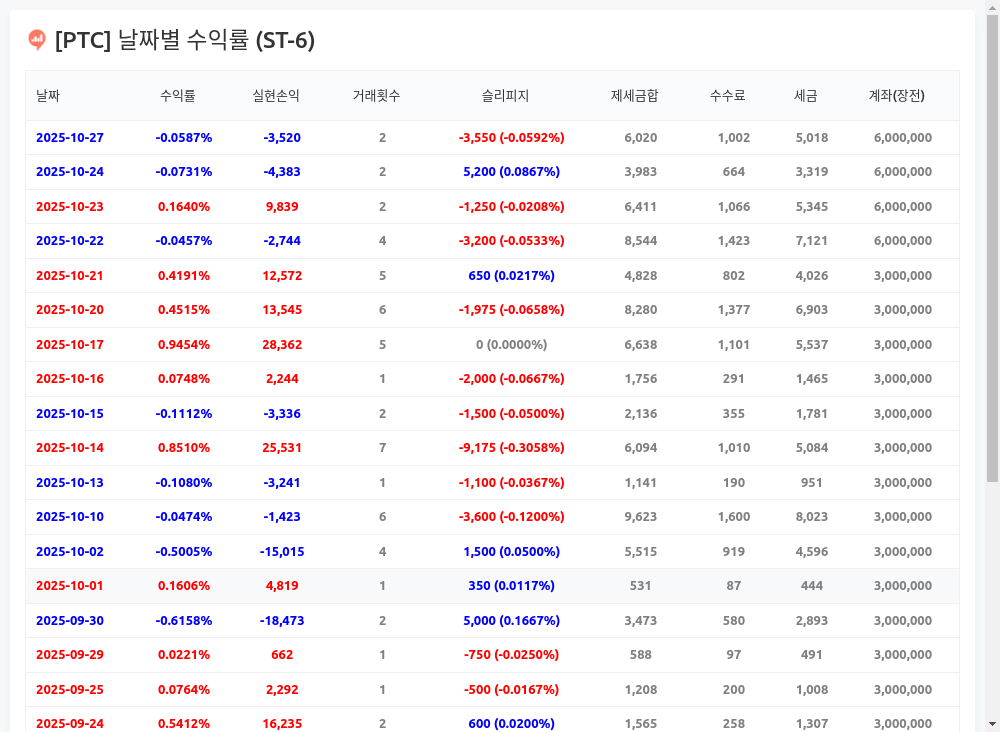 [PTC] 날짜별 수익률 (ST-6)
날짜 수익률 실현손익 거래횟수 슬리피지 제세금합 수수료 세금 계좌(장전)
2025-10-27 -0.0587% -3,520 2 -3,550 (-0.0592%) 6,020 1,002 5,018 6,000,000
2025-10-24 -0.0731% -4,383 2 5,200 (0.0867%) 3,983 664 3,319 6,000,000
2025-10-23 0.1640% 9,839 2 -1,250 (-0.0208%) 6,411 1,066 5,345 6,000,000
2025-10-22 -0.0457% -2,744 4 -3,200 (-0.0533%) 8,544 1,423 7,121 6,000,000
2025-10-21 0.4191% 12,572 5 650 (0.0217%) 4,828 802 4,026 3,000,000
2025-10-20 0.4515% 13,545 6 -1,975 (-0.0658%) 8,280 1,377 6,903 3,000,000
2025-10-17 0.9454% 28,362 5 0 (0.0000%) 6,638 1,101 5,537 3,000,000
2025-10-16 0.0748% 2,244 1 -2,000 (-0.0667%) 1,756 291 1,465 3,000,000
2025-10-15 -0.1112% -3,336 2 -1,500 (-0.0500%) 2,136 355 1,781 3,000,000
2025-10-14 0.8510% 25,531 7 -9,175 (-0.3058%) 6,094 1,010 5,084 3,000,000
2025-10-13 -0.1080% -3,241 1 -1,100 (-0.0367%) 1,141 190 951 3,000,000
2025-10-10 -0.0474% -1,423 6 -3,600 (-0.1200%) 9,623 1,600 8,023 3,000,000
2025-10-02 -0.5005% -15,015 4 1,500 (0.0500%) 5,515 919 4,596 3,000,000
2025-10-01 0.1606% 4,819 1 350 (0.0117%) 531 87 444 3,000,000
2025-09-30 -0.6158% -18,473 2 5,000 (0.1667%) 3,473 580 2,893 3,000,000
2025-09-29 0.0221% 662 1 -750 (-0.0250%) 588 97 491 3,000,000
2025-09-25 0.0764% 2,292 1 -500 (-0.0167%) 1,208 200 1,008 3,000,000
2025-09-24 0.5412% 16,235 2 600 (0.0200%) 1,565 258 1,307 3,000,000